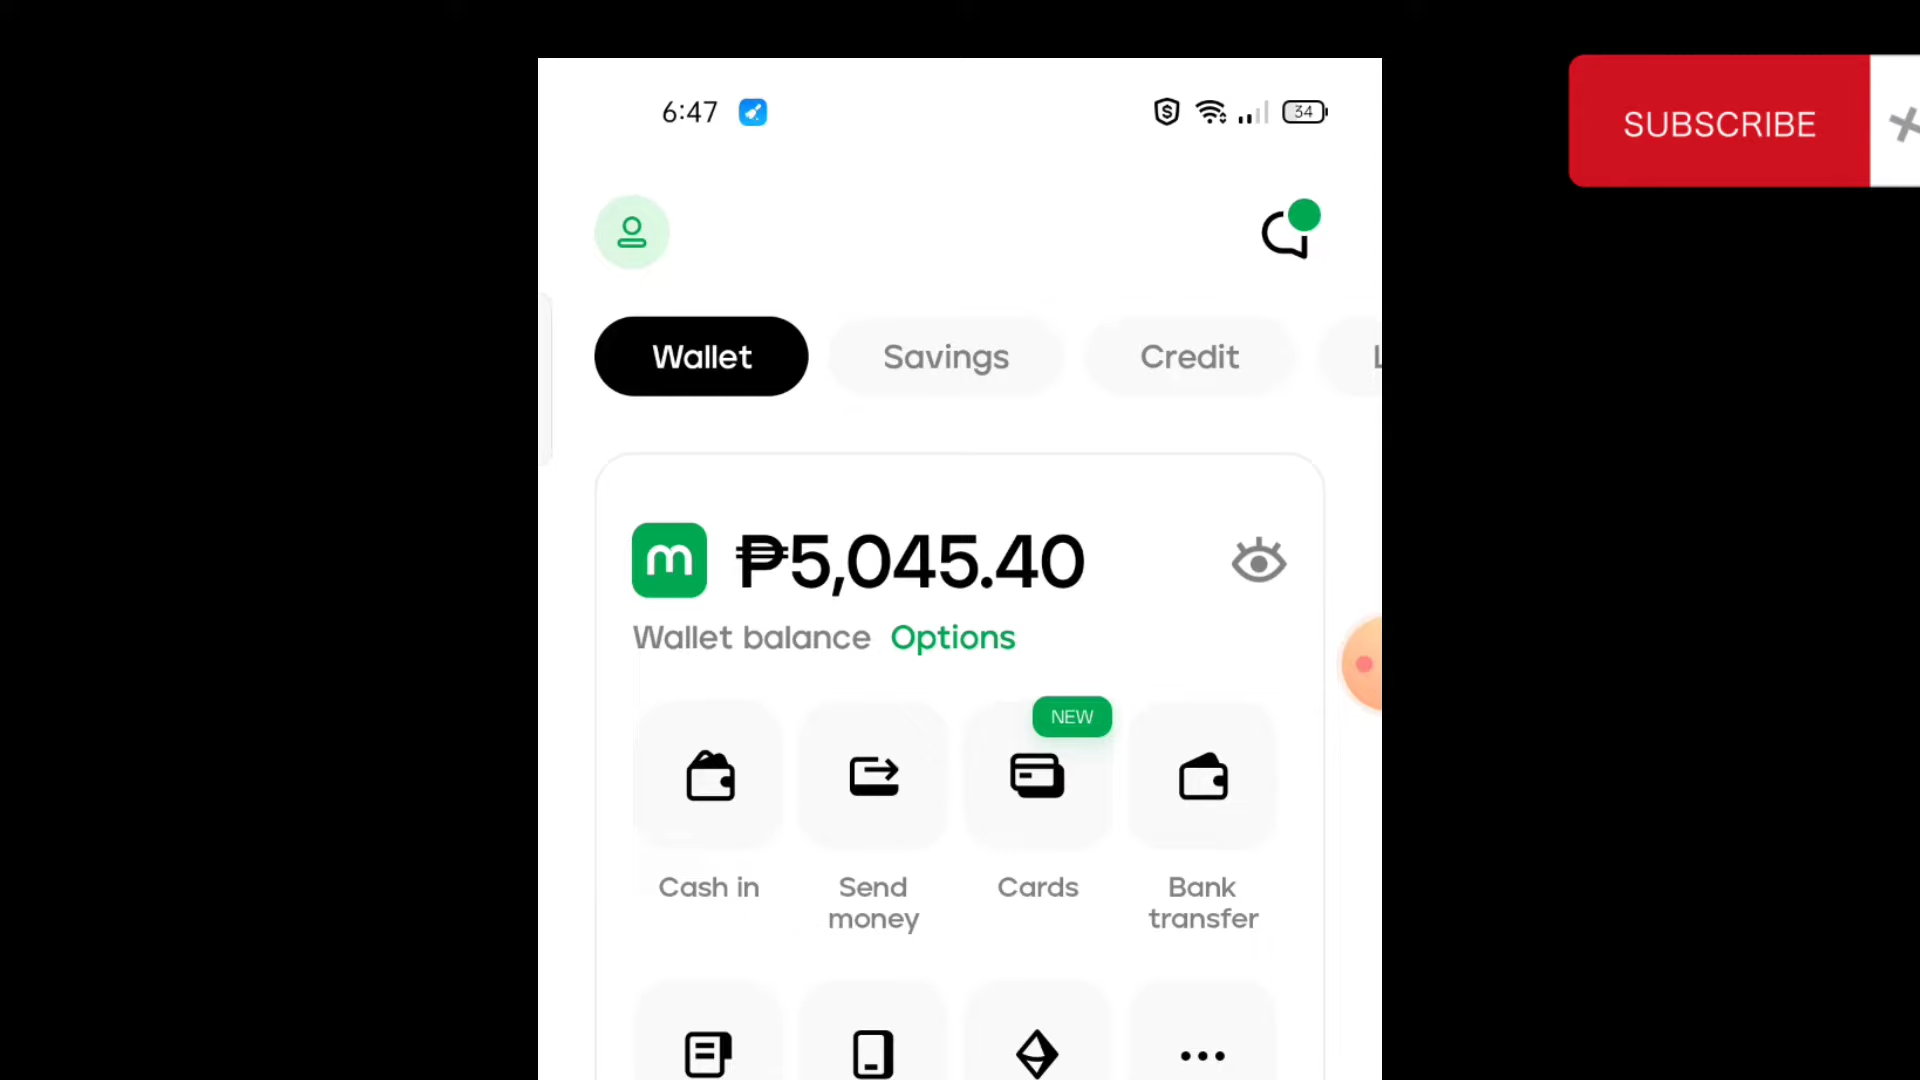 6:47
34
SUBSCRIBE
Wallet
Savings
Credit
m
₱5,045.40
Wallet balance Options
NEW
Cash in
Send
money
Cards
Bank
transfer